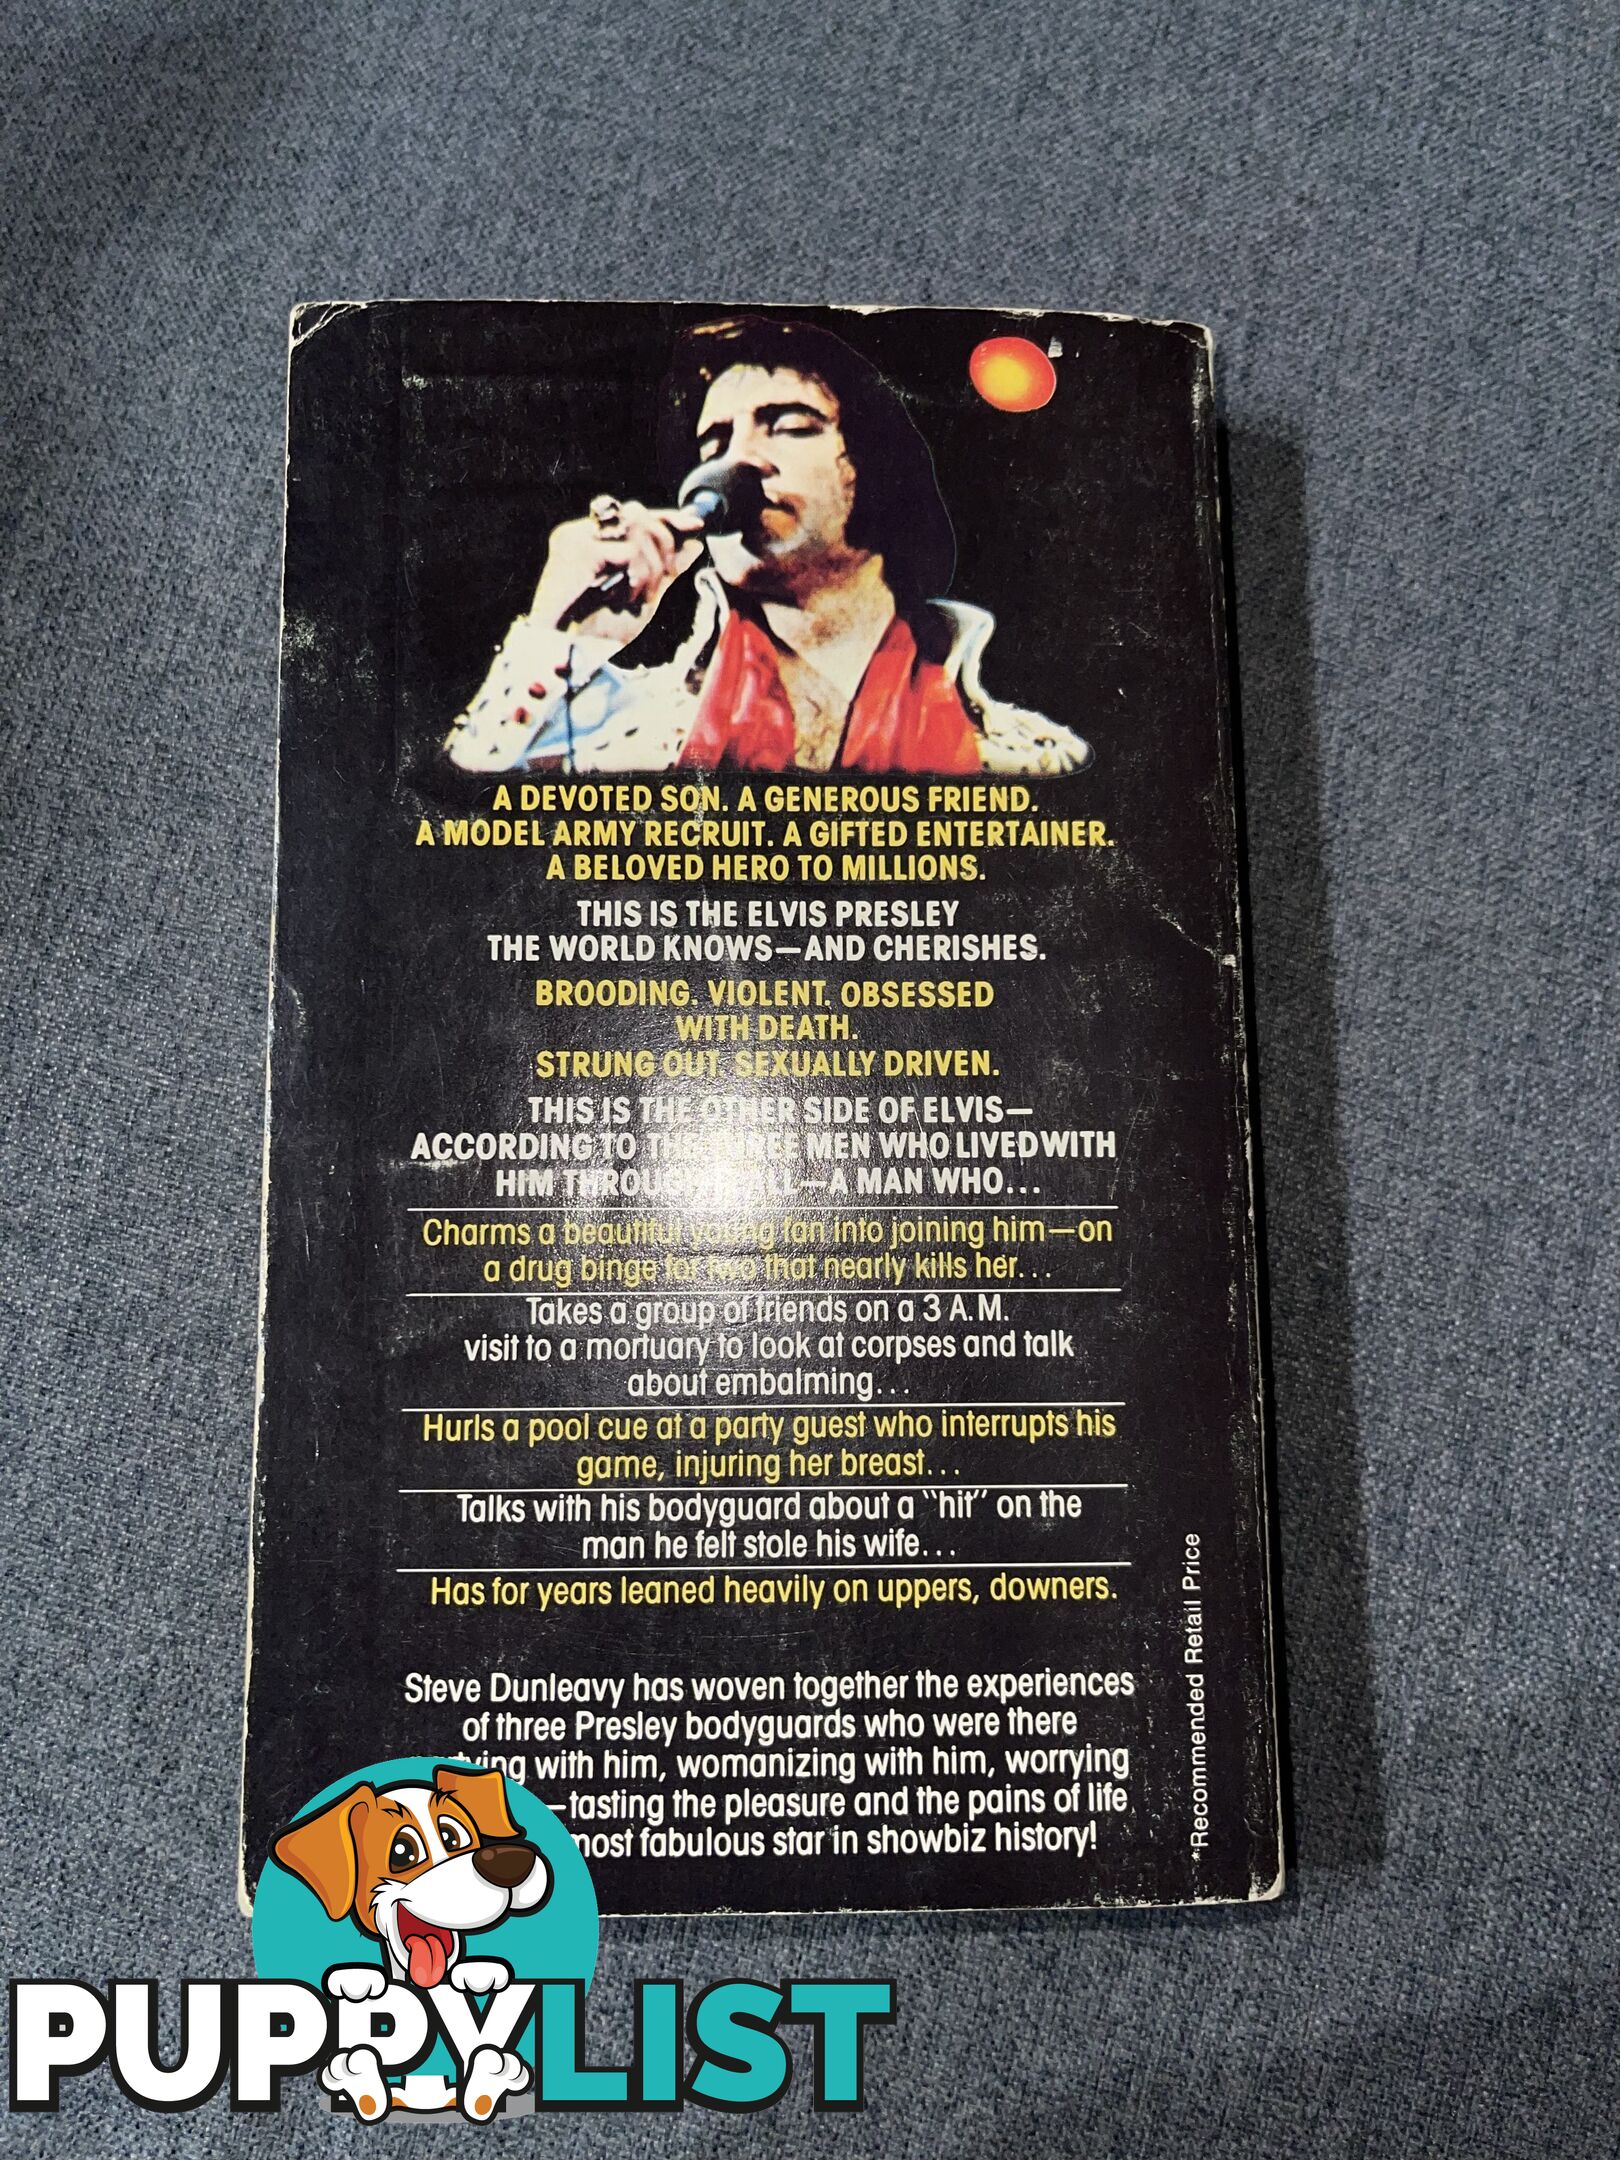 A DEVOTED SON. A GENEROUS FRIEND.
A MODEL ARMY RECRUIT. A GIFTED ENTERTAINER.
A BELOVED HERO TO MILLIONS.
THIS IS THE ELVIS PRESLEY
THE WORLD KNOWS—AND CHERISHES.
BROODING. VIOLENT. OBSESSED
WITH DEATH.
STRUNG OUT. SEXUALLY DRIVEN.
THIS IS THE OTHER SIDE OF ELVIS—
ACCORDING TO THE THREE MEN WHO LIVED WITH
HIM THROUGH ALL—A MAN WHO...
Charms a beautiful young fan into joining him—on
a drug binge for two that nearly kills her...
Takes a group of friends on a 3 A.M.
visit to a mortuary to look at corpses and talk
about embalming...
Hurls a pool cue at a party guest who interrupts his
game, injuring her breast...
Talks with his bodyguard about a "hit" on the
man he felt stole his wife...
Has for years leaned heavily on uppers, downers.
Steve Dunleavy has woven together the experiences
of three Presley bodyguards who were there
with him, womanizing with him, worrying
—tasting the pleasure and the pains of life
most fabulous star in showbiz history!
*Recommended Retail Price
PUPPYLIST